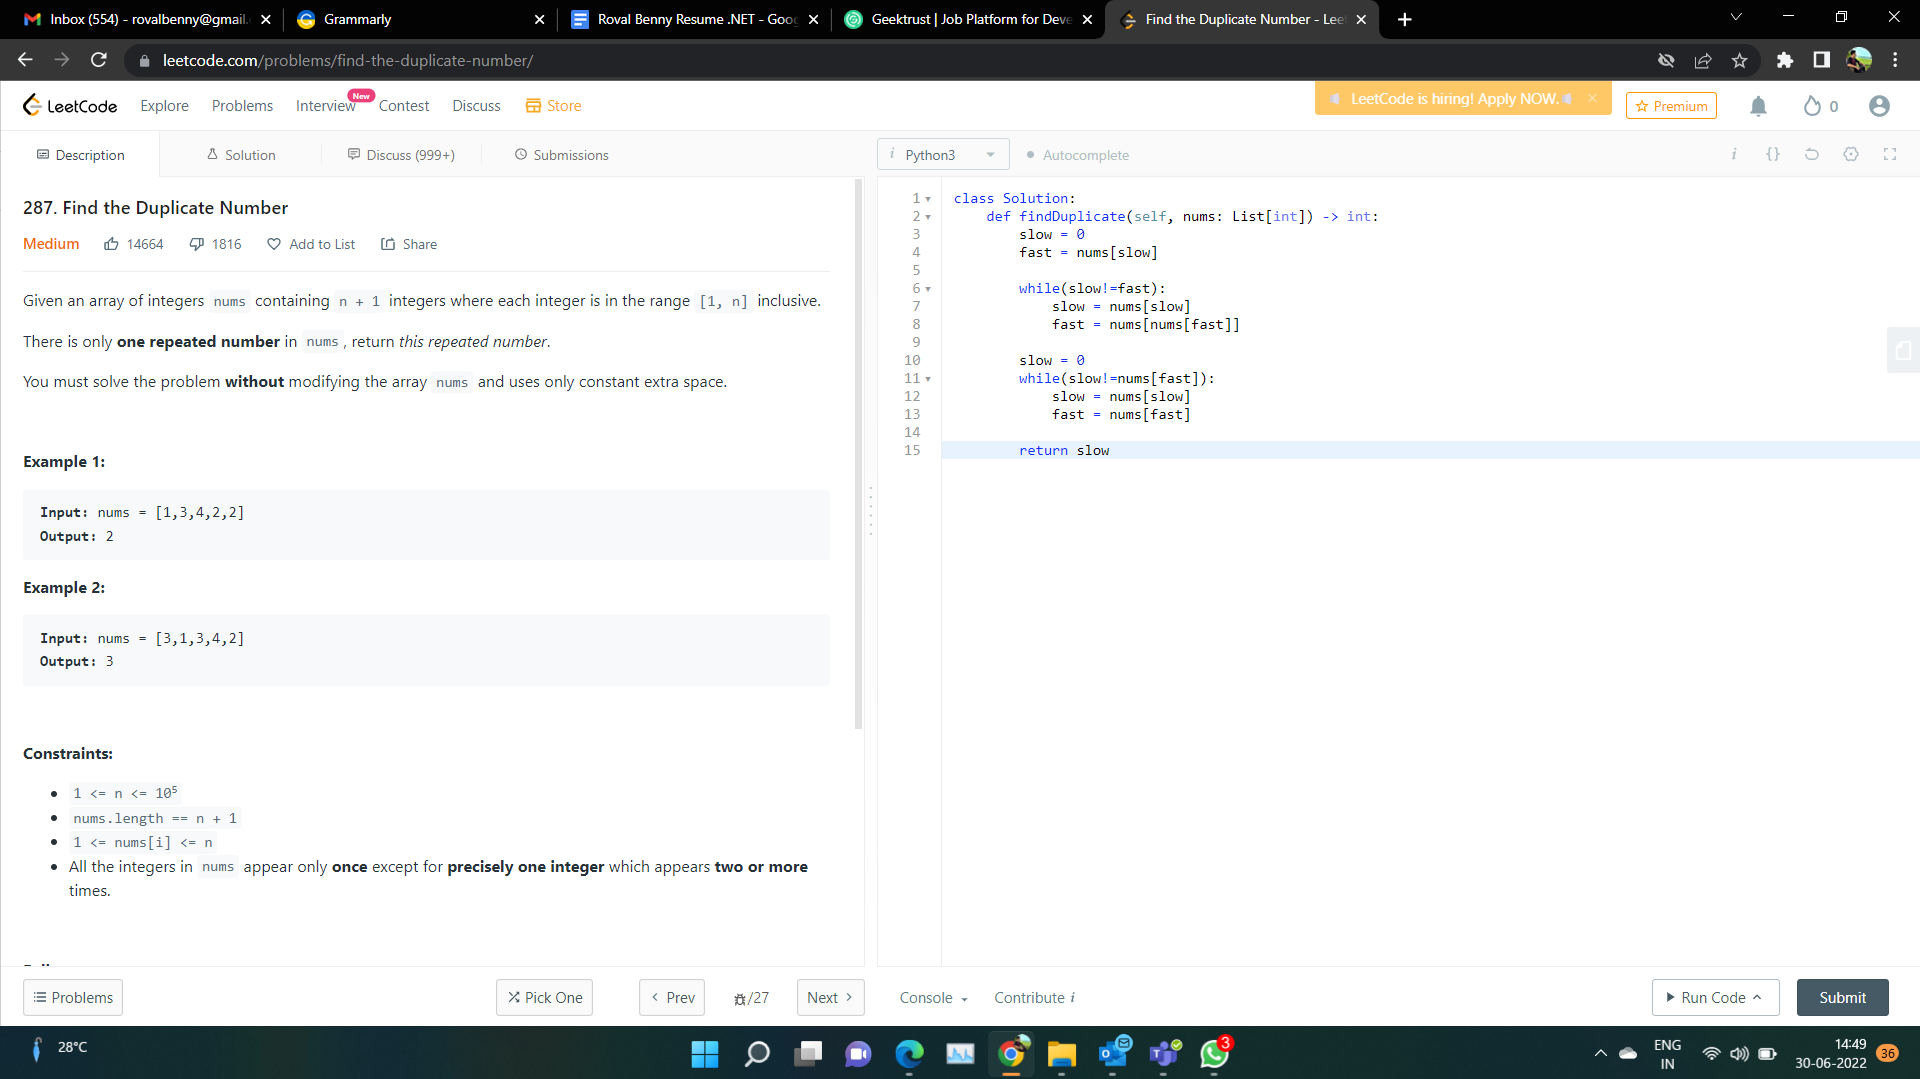 Inbox (554) - rovalbenny@gmail.
Grammarly
Roval Benny Resume .NET - Goog
Geektrust | Job Platform for Deve
Find the Duplicate Number - Lee
leetcode.com/problems/find-the-duplicate-number/
LeetCode Explore Problems Interview New Contest Discuss Store
LeetCode is hiring! Apply NOW.
Premium
0
Description Solution Discuss (999+) Submissions
287. Find the Duplicate Number
Medium 14664 1816 Add to List Share
Given an array of integers nums containing n + 1 integers where each integer is in the range [1, n] inclusive.
There is only one repeated number in nums, return this repeated number.
You must solve the problem without modifying the array nums and uses only constant extra space.
Example 1:
Input: nums = [1,3,4,2,2]
Output: 2
Example 2:
Input: nums = [3,1,3,4,2]
Output: 3
Constraints:
1 <= n <= 10⁵
nums.length == n + 1
1 <= nums[i] <= n
All the integers in nums appear only once except for precisely one integer which appears two or more
times.
i Python3 Autocomplete
i {}
1 class Solution:
2 def findDuplicate(self, nums: List[int]) -> int:
3 slow = 0
4 fast = nums[slow]
5
6 while(slow!=fast):
7 slow = nums[slow]
8 fast = nums[nums[fast]]
9
10 slow = 0
11 while(slow!=nums[fast]):
12 slow = nums[slow]
13 fast = nums[fast]
14
15 return slow
Problems Pick One Prev /27 Next Console Contribute i Run Code Submit
28°C
3
ENG
IN
14:49
30-06-2022
36